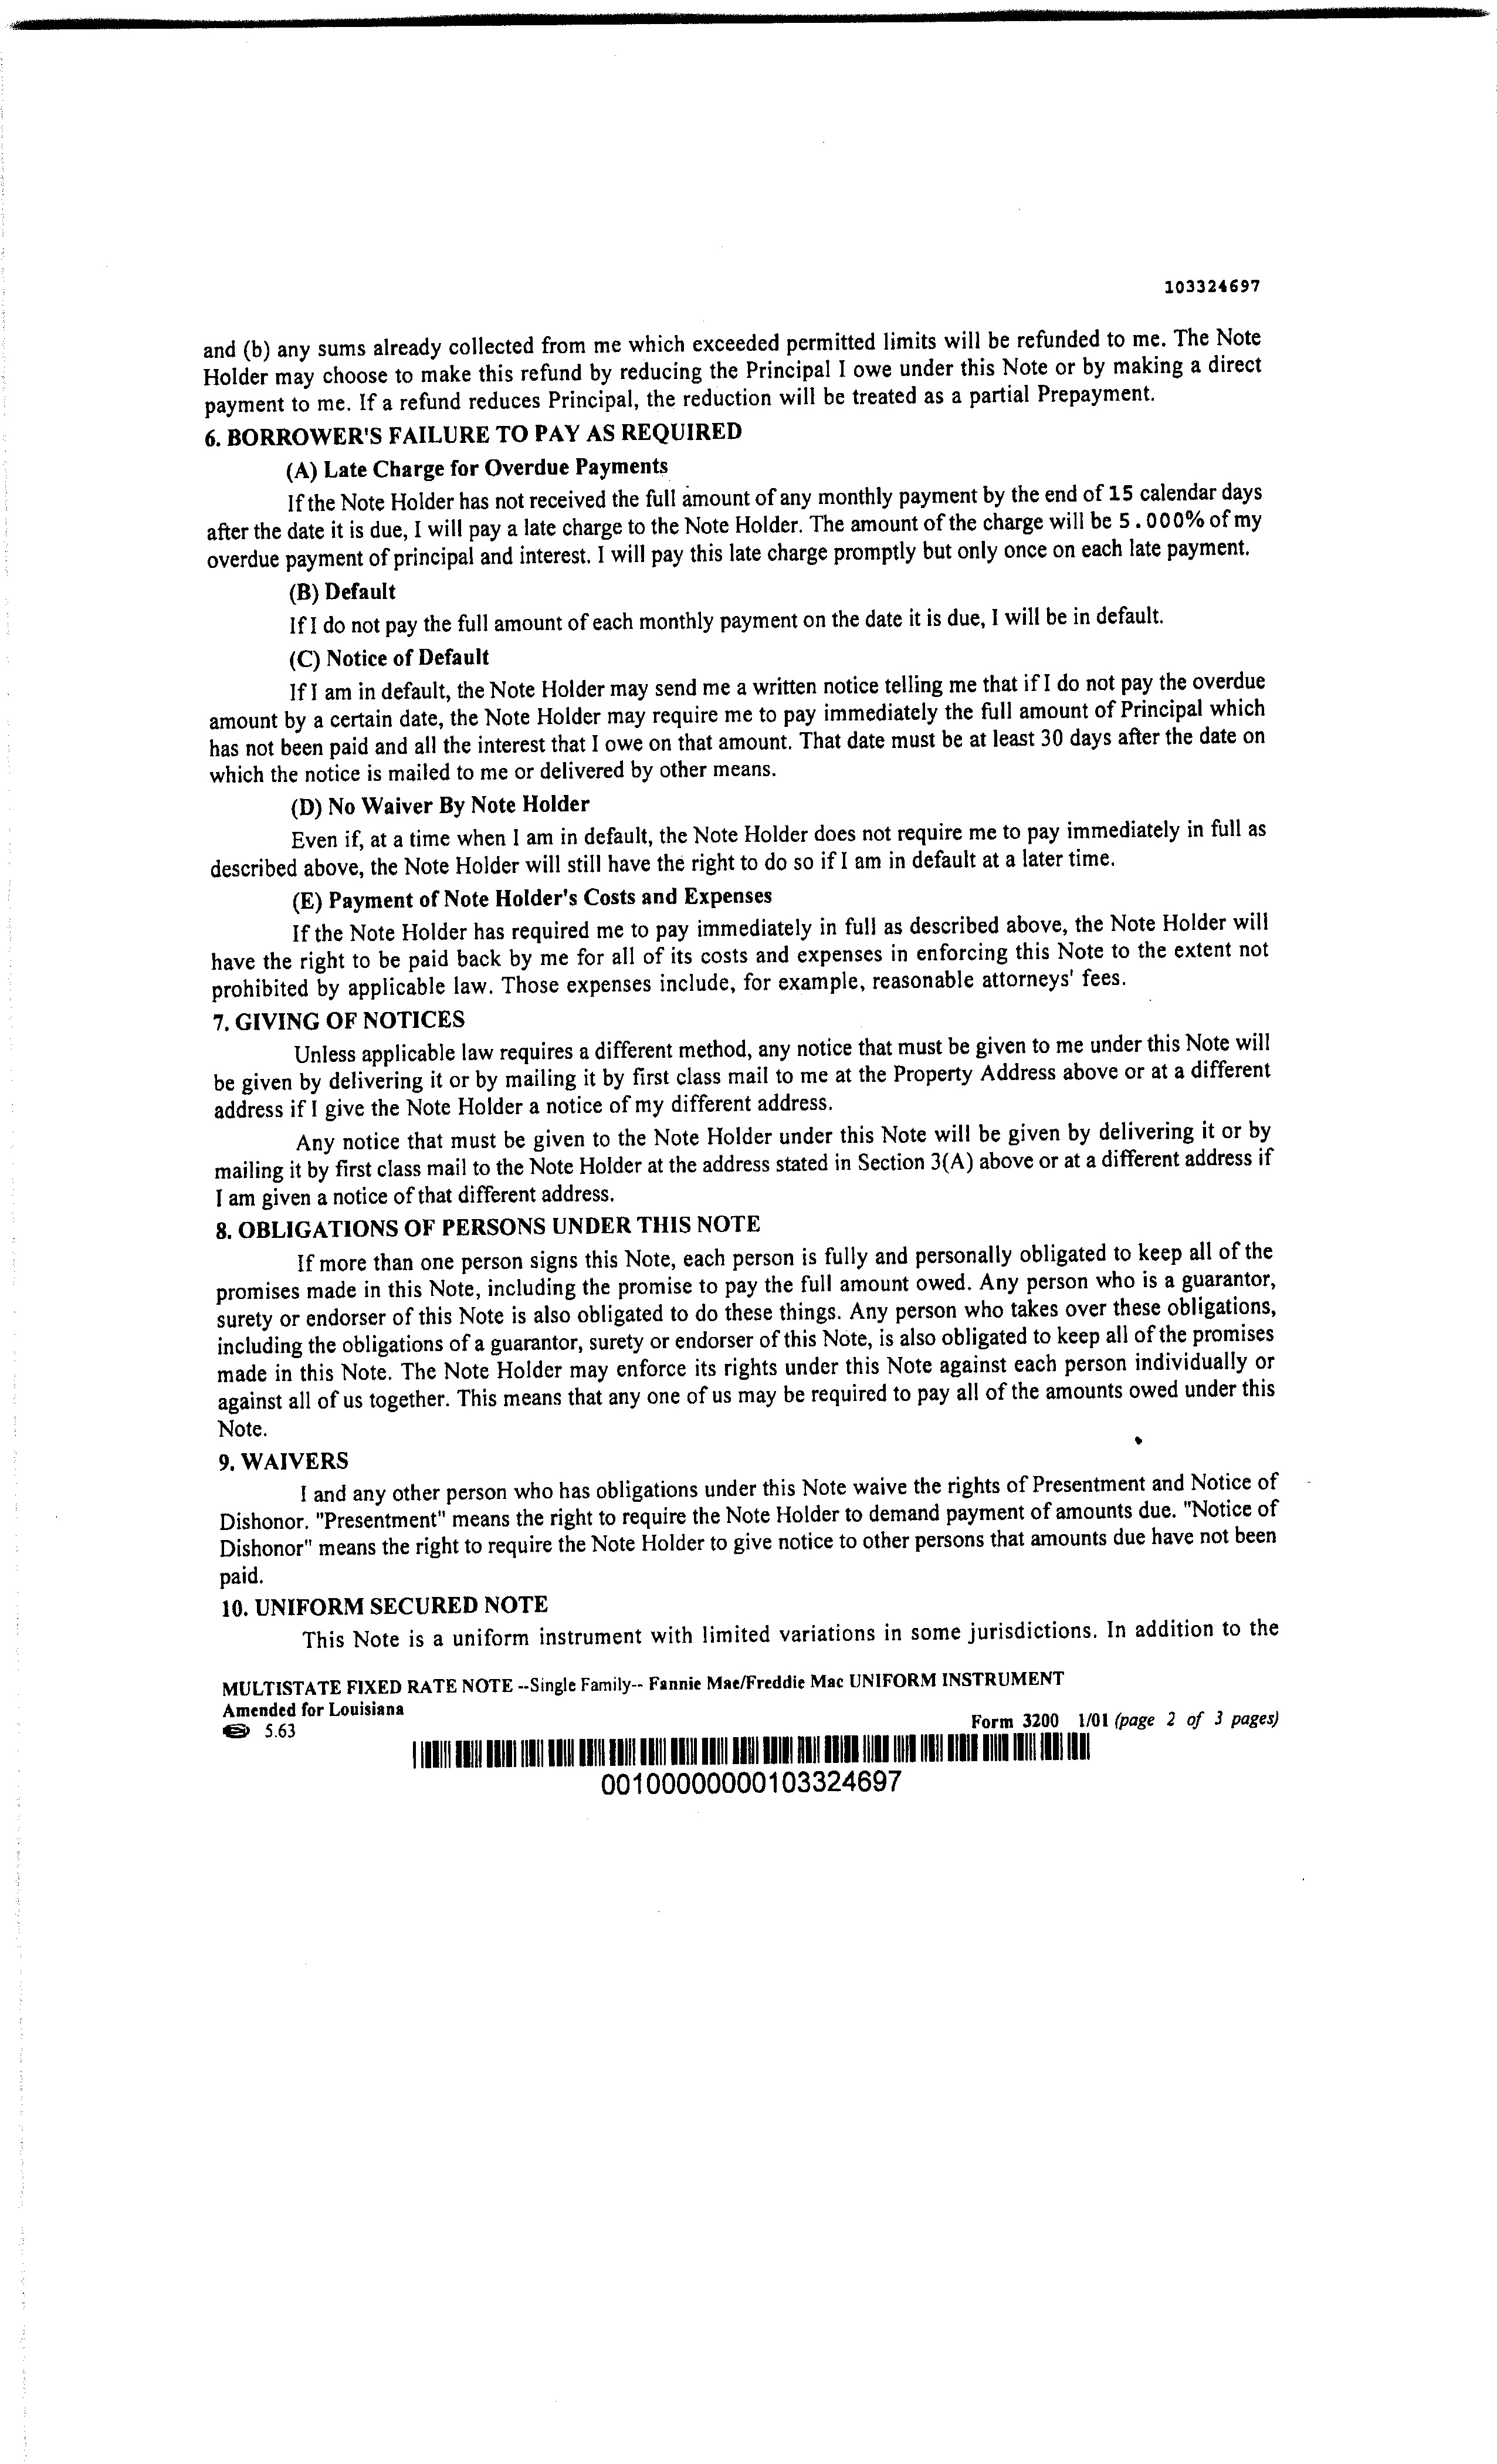 103324697
and (b) any sums already collected from me which exceeded permitted limits will be refunded to me. The Note
Holder may choose to make this refund by reducing the Principal I owe under this Note or by making a direct
payment to me. If a refund reduces Principal, the reduction will be treated as a partial Prepayment.
6. BORROWER'S FAILURE TO PAY AS REQUIRED
(A) Late Charge for Overdue Payments
If the Note Holder has not received the full amount of any monthly payment by the end of 15 calendar days
after the date it is due, I will pay a late charge to the Note Holder. The amount of the charge will be 5.000% of my
overdue payment of principal and interest. I will pay this late charge promptly but only once on each late payment.
(B) Default
If I do not pay the full amount of each monthly payment on the date it is due, I will be in default.
(C) Notice of Default
If I am in default, the Note Holder may send me a written notice telling me that if I do not pay the overdue
amount by a certain date, the Note Holder may require me to pay immediately the full amount of Principal which
has not been paid and all the interest that I owe on that amount. That date must be at least 30 days after the date on
which the notice is mailed to me or delivered by other means.
(D) No Waiver By Note Holder
Even if, at a time when I am in default, the Note Holder does not require me to pay immediately in full as
described above, the Note Holder will still have the right to do so if I am in default at a later time.
(E) Payment of Note Holder's Costs and Expenses
If the Note Holder has required me to pay immediately in full as described above, the Note Holder will
have the right to be paid back by me for all of its costs and expenses in enforcing this Note to the extent not
prohibited by applicable law. Those expenses include, for example, reasonable attorneys' fees.
7. GIVING OF NOTICES
Unless applicable law requires a different method, any notice that must be given to me under this Note will
be given by delivering it or by mailing it by first class mail to me at the Property Address above or at a different
address if I give the Note Holder a notice of my different address.
Any notice that must be given to the Note Holder under this Note will be given by delivering it or by
mailing it by first class mail to the Note Holder at the address stated in Section 3(A) above or at a different address if
I am given a notice of that different address.
8. OBLIGATIONS OF PERSONS UNDER THIS NOTE
If more than one person signs this Note, each person is fully and personally obligated to keep all of the
promises made in this Note, including the promise to pay the full amount owed. Any person who is a guarantor,
surety or endorser of this Note is also obligated to do these things. Any person who takes over these obligations,
including the obligations of a guarantor, surety or endorser of this Note, is also obligated to keep all of the promises
made in this Note. The Note Holder may enforce its rights under this Note against each person individually or
against all of us together. This means that any one of us may be required to pay all of the amounts owed under this
Note.
9. WAIVERS
I and any other person who has obligations under this Note waive the rights of Presentment and Notice of
Dishonor. "Presentment" means the right to require the Note Holder to demand payment of amounts due. "Notice of
Dishonor" means the right to require the Note Holder to give notice to other persons that amounts due have not been
paid.
10. UNIFORM SECURED NOTE
This Note is a uniform instrument with limited variations in some jurisdictions. In addition to the
MULTISTATE FIXED RATE NOTE --Single Family-- Fannie Mae/Freddie Mac UNIFORM INSTRUMENT
Amended for Louisiana
5.63
Form 3200 1/01 (page 2 of 3 pages)
00100000000103324697